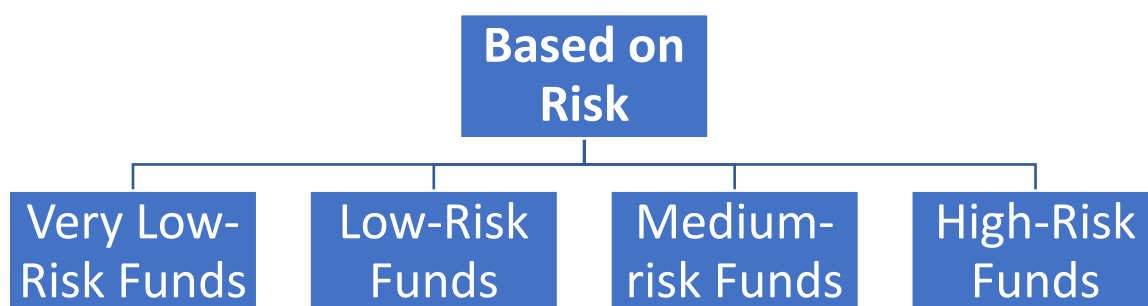 Based on
Risk
Very Low-
Risk Funds
Low-Risk
Funds
Medium-
risk Funds
High-Risk
Funds